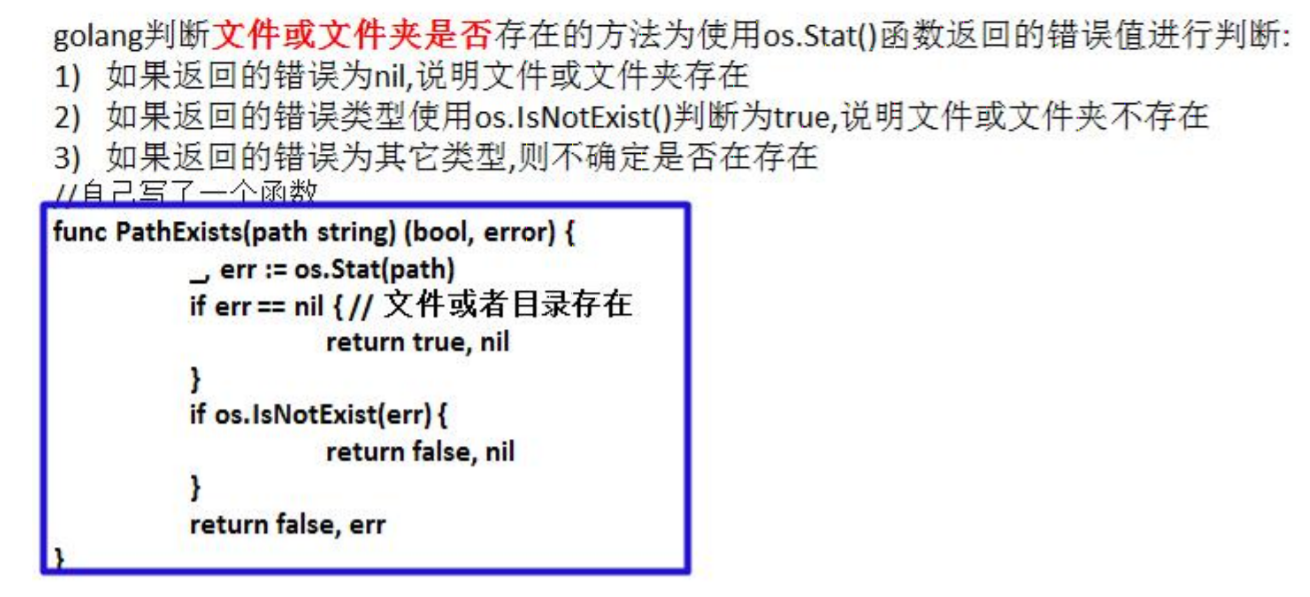 golang判断文件或文件夹是否存在的方法为使用os.Stat()函数返回的错误值进行判断:
1) 如果返回的错误为nil,说明文件或文件夹存在
2) 如果返回的错误类型使用os.IsNotExist()判断为true,说明文件或文件夹不存在
3) 如果返回的错误为其它类型,则不确定是否在存在
//自己写了一个函数
func PathExists(path string) (bool, error) {
_, err := os.Stat(path)
if err == nil { // 文件或者目录存在
return true, nil
}
if os.IsNotExist(err) {
return false, nil
}
return false, err
}